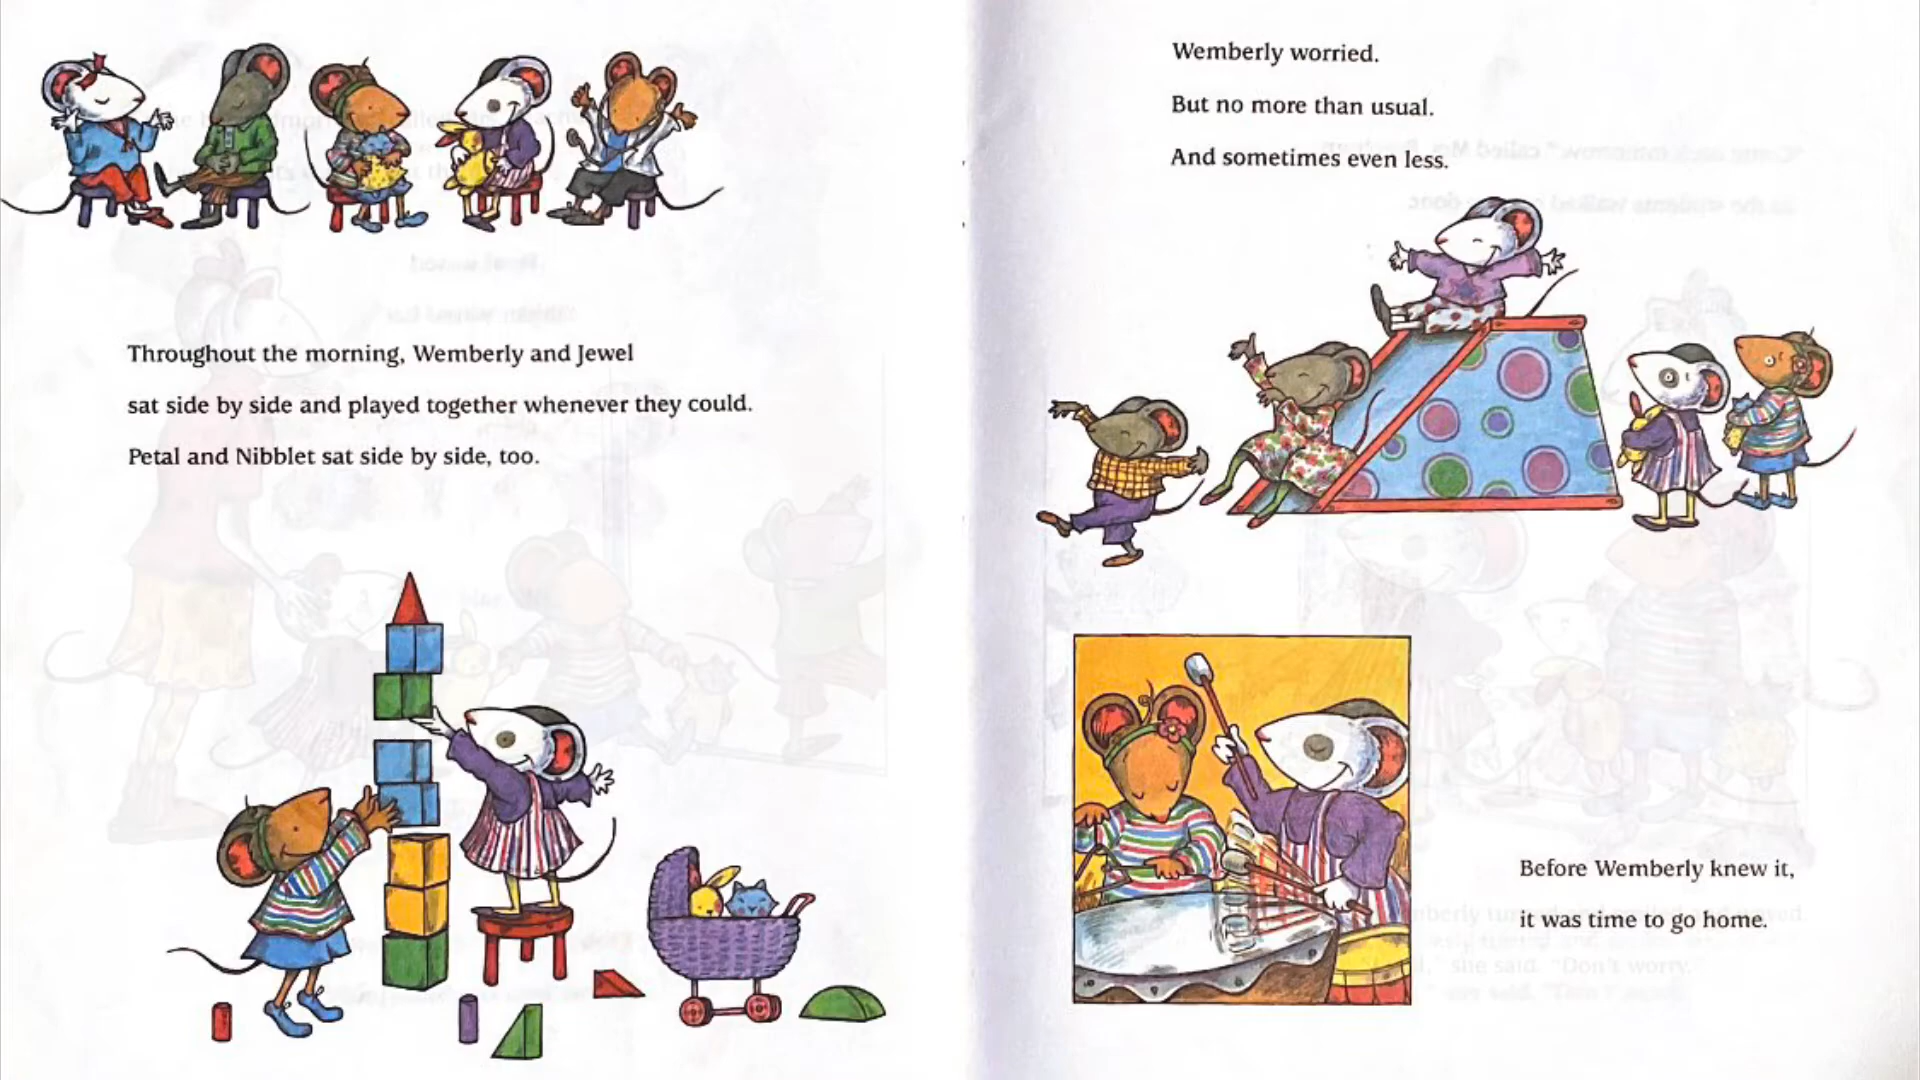 Throughout the morning, Wemberly and Jewel
sat side by side and played together whenever they could.
Petal and Nibblet sat side by side, too.
Wemberly worried.
But no more than usual.
And sometimes even less.
Before Wemberly knew it,
it was time to go home.